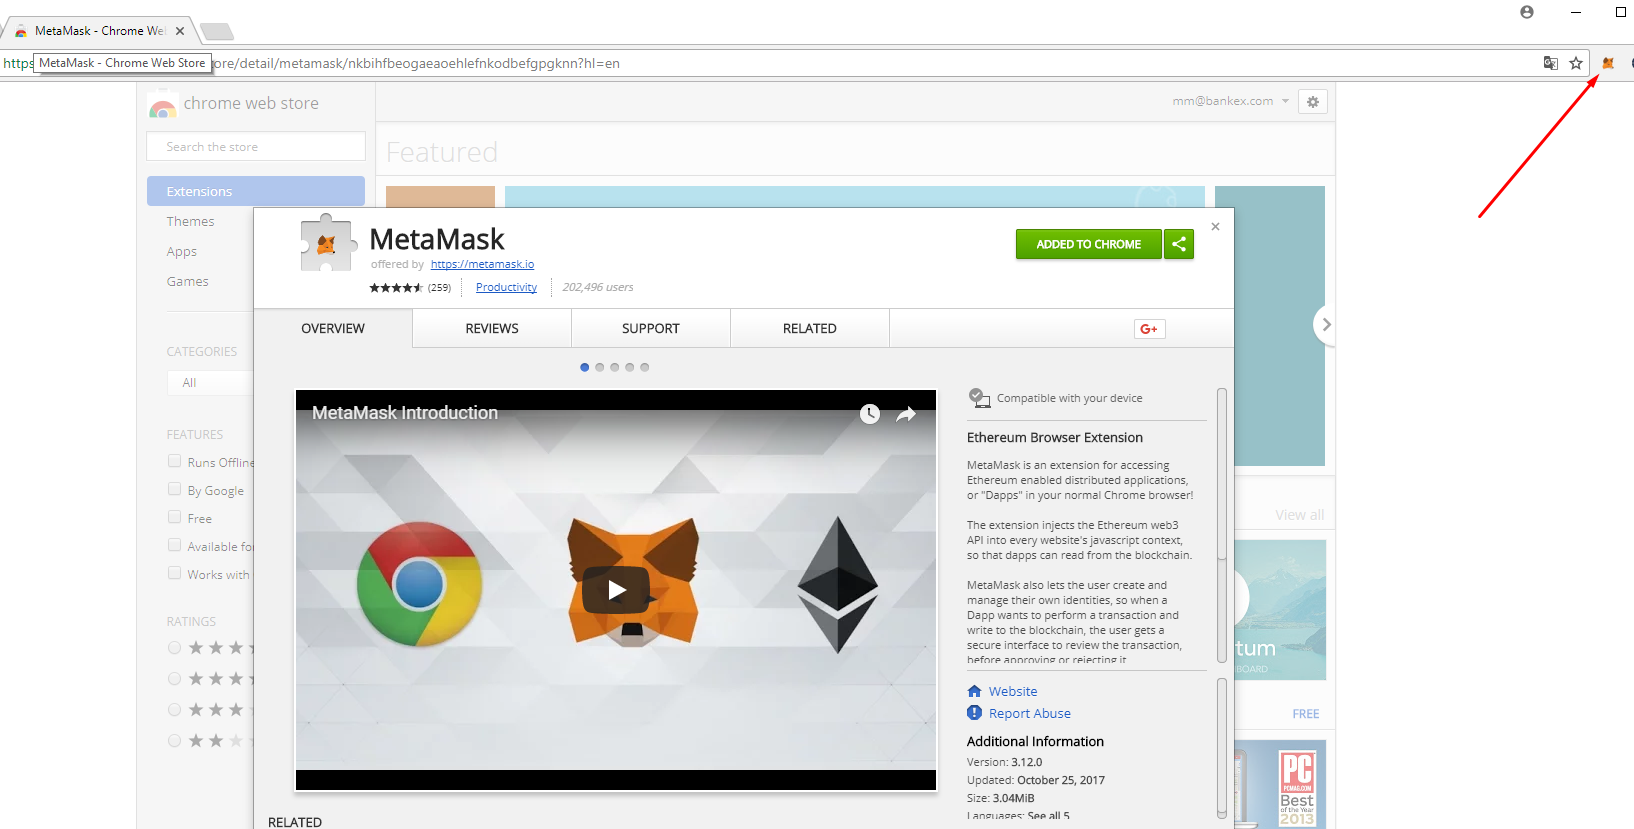 MetaMask - Chrome We
https
MetaMask - Chrome Web Store
ore/detail/metamask/nkbihfbeogaeaoehlefnkodbefgpgknn?hl=en
chrome web store
mm@bankex.com
Search the store
Featured
Extensions
Themes
Apps
Games
CATEGORIES
All
FEATURES
Runs Offline
By Google
Free
Available fo
Works with
RATINGS
MetaMask
offered by https://metamask.io
(259)
Productivity
202,496 users
ADDED TO CHROME
OVERVIEW
REVIEWS
SUPPORT
RELATED
G+
MetaMask Introduction
Compatible with your device
Ethereum Browser Extension
MetaMask is an extension for accessing
Ethereum enabled distributed applications,
or "Dapps" in your normal Chrome browser!
The extension injects the Ethereum web3
API into every website's javascript context,
so that dapps can read from the blockchain.
MetaMask also lets the user create and
manage their own identities, so when a
Dapp wants to perform a transaction and
write to the blockchain, the user gets a
secure interface to review the transaction,
before approving or rejecting it
Website
Report Abuse
Additional Information
Version: 3.12.0
Updated: October 25, 2017
Size: 3.04MiB
Languages: See all 5
RELATED
View all
tum
BOARD
FREE
PC
PCMAG.COM
Best
of the Year
2013